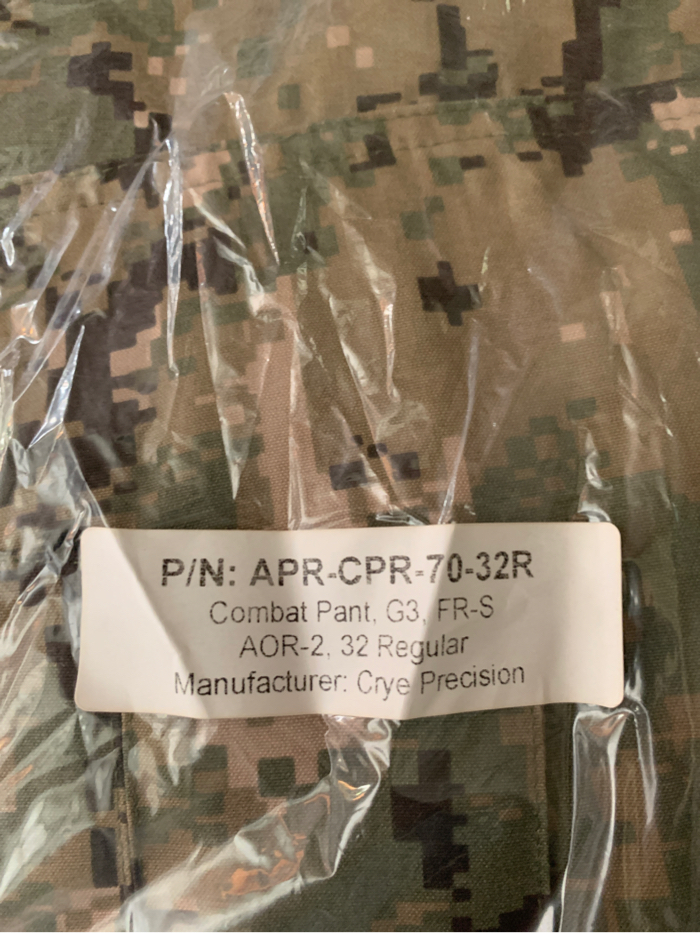 P/N: APR-CPR-70-32R
Combat Pant, G3, FR-S
AOR-2, 32 Regular
Manufacturer: Crye Precision